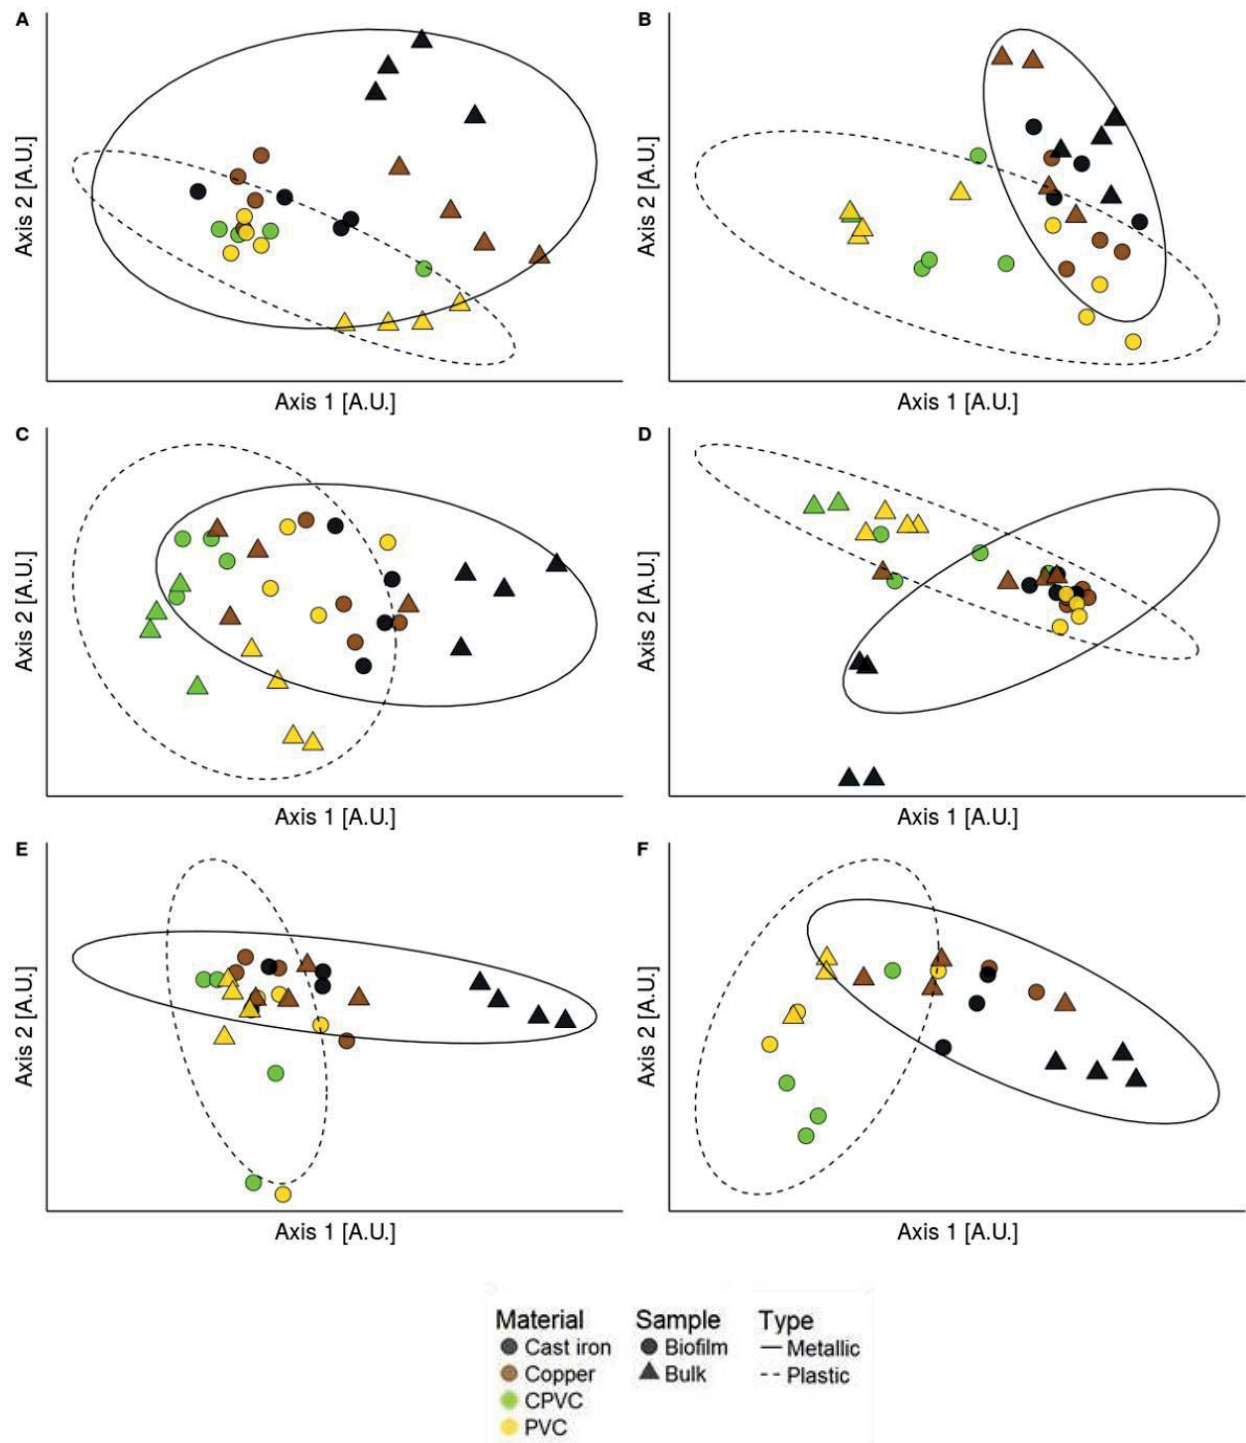 A
Axis 2 [A.U.]
Axis 1 [A.U.]
B
Axis 2 [A.U.]
Axis 1 [A.U.]
C
Axis 2 [A.U.]
Axis 1 [A.U.]
D
Axis 2 [A.U.]
Axis 1 [A.U.]
E
Axis 2 [A.U.]
Axis 1 [A.U.]
F
Axis 2 [A.U.]
Axis 1 [A.U.]
Material
Cast iron
Copper
CPVC
PVC
Sample
Biofilm
Bulk
Type
Metallic
Plastic